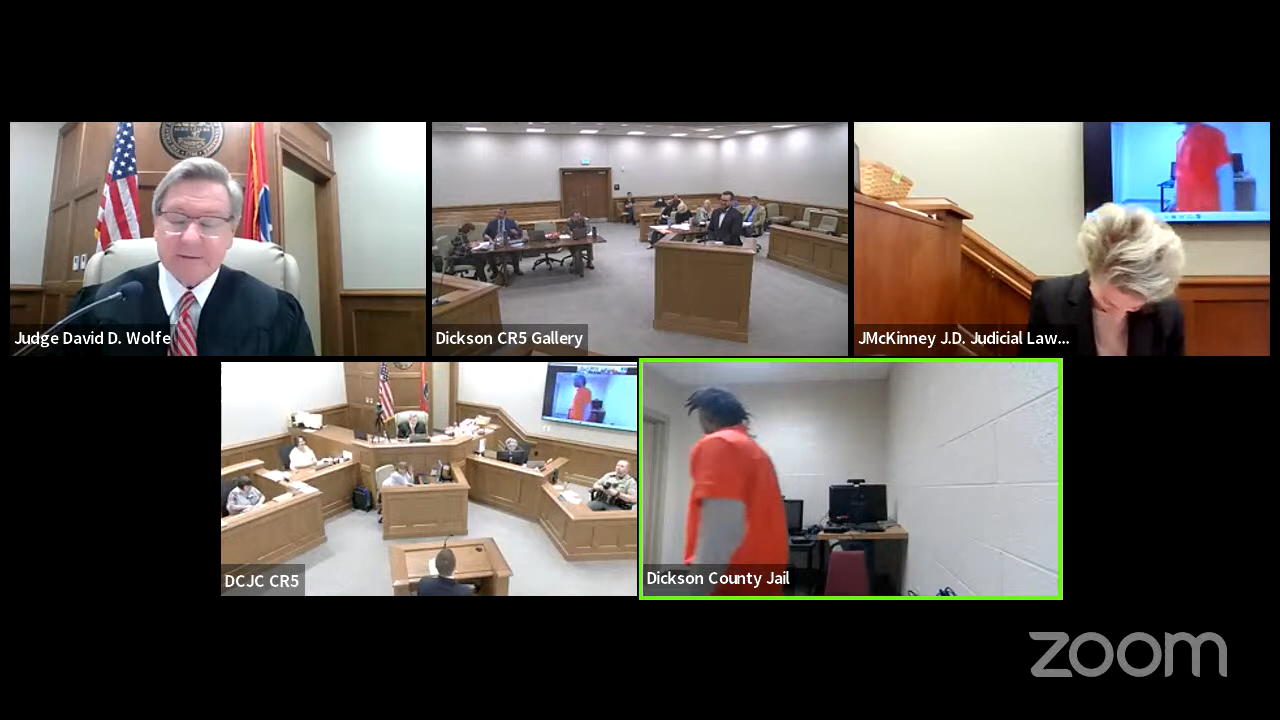 Judge David D. Wolfe
Dickson CR5 Gallery
JMcKinney J.D. Judicial Law...
DCJC CR5
Dickson County Jail
zoom